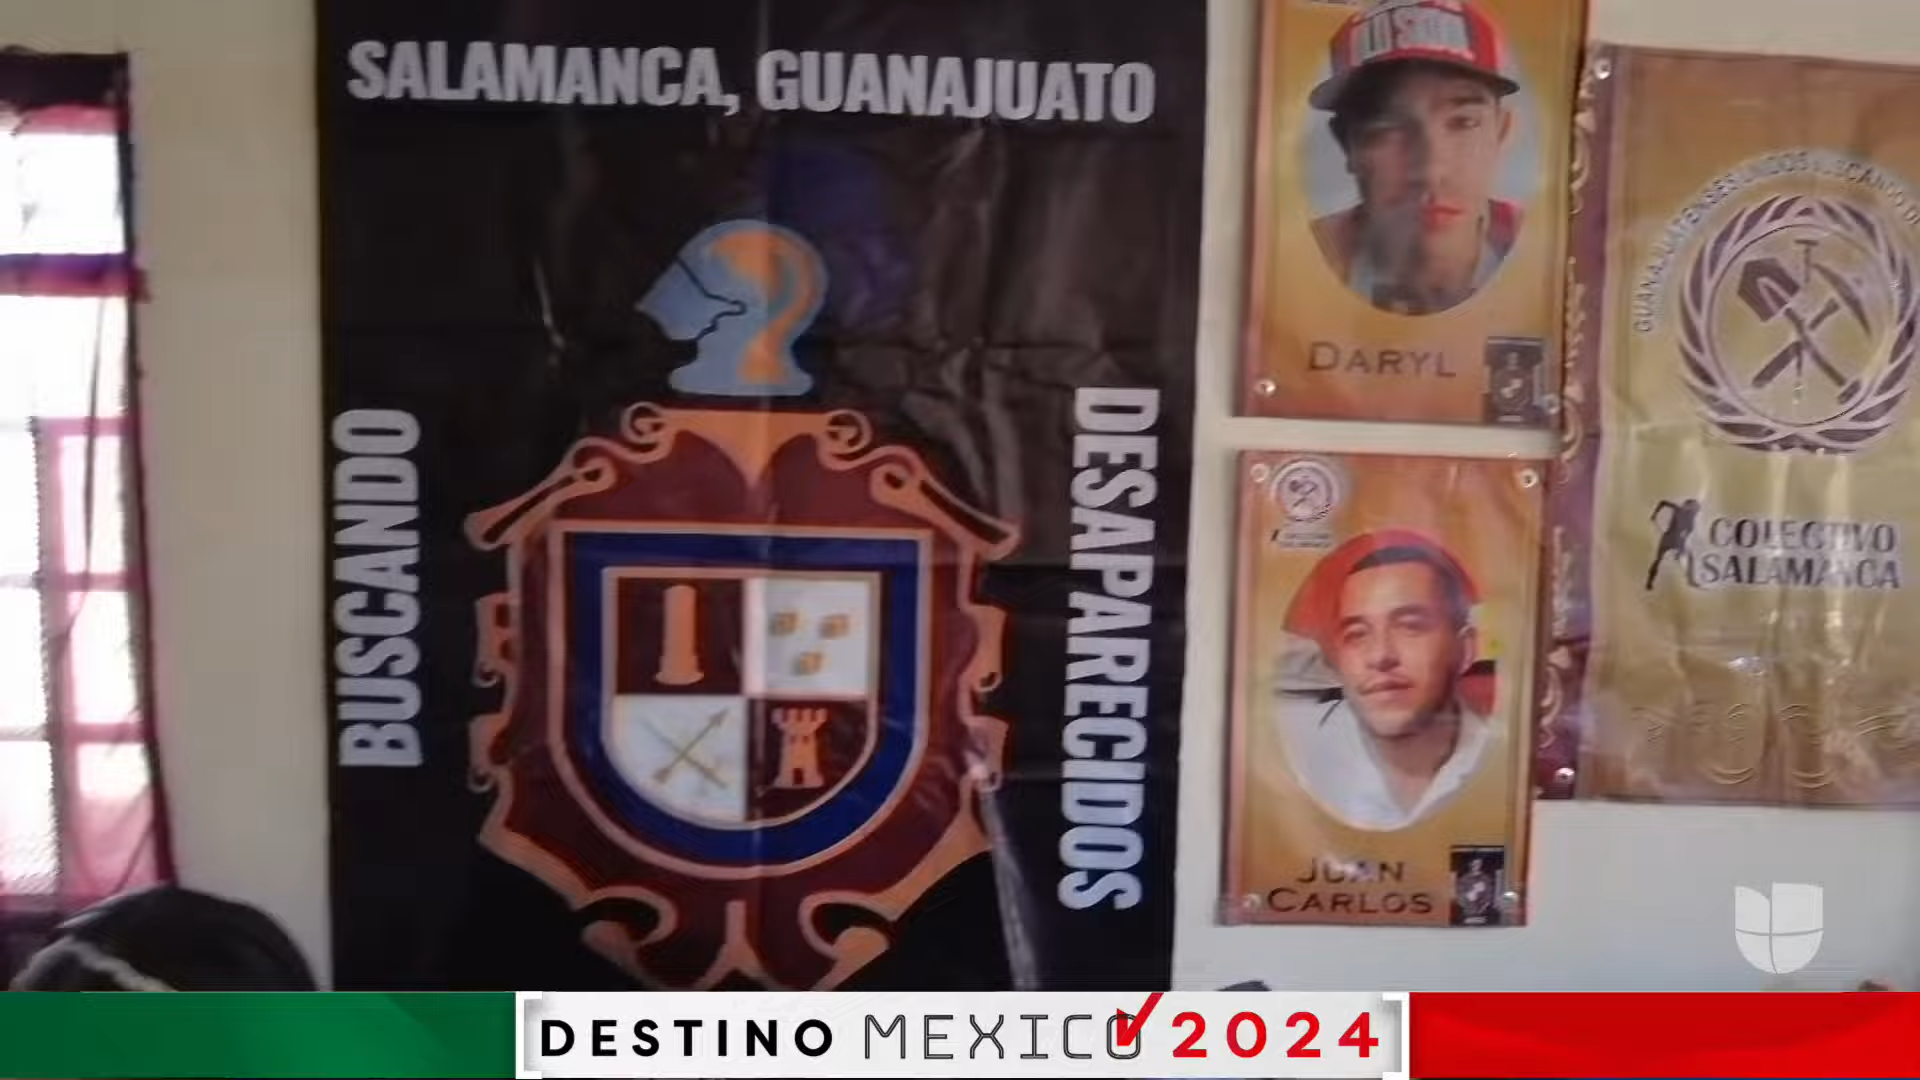 SALAMANCA, GUANAJUATO
BUSCANDO
DESAPARECIDOS
DARYL
JUAN
CARLOS
COLECTIVO
SALAMANCA
DESTINO MEXICO 2024